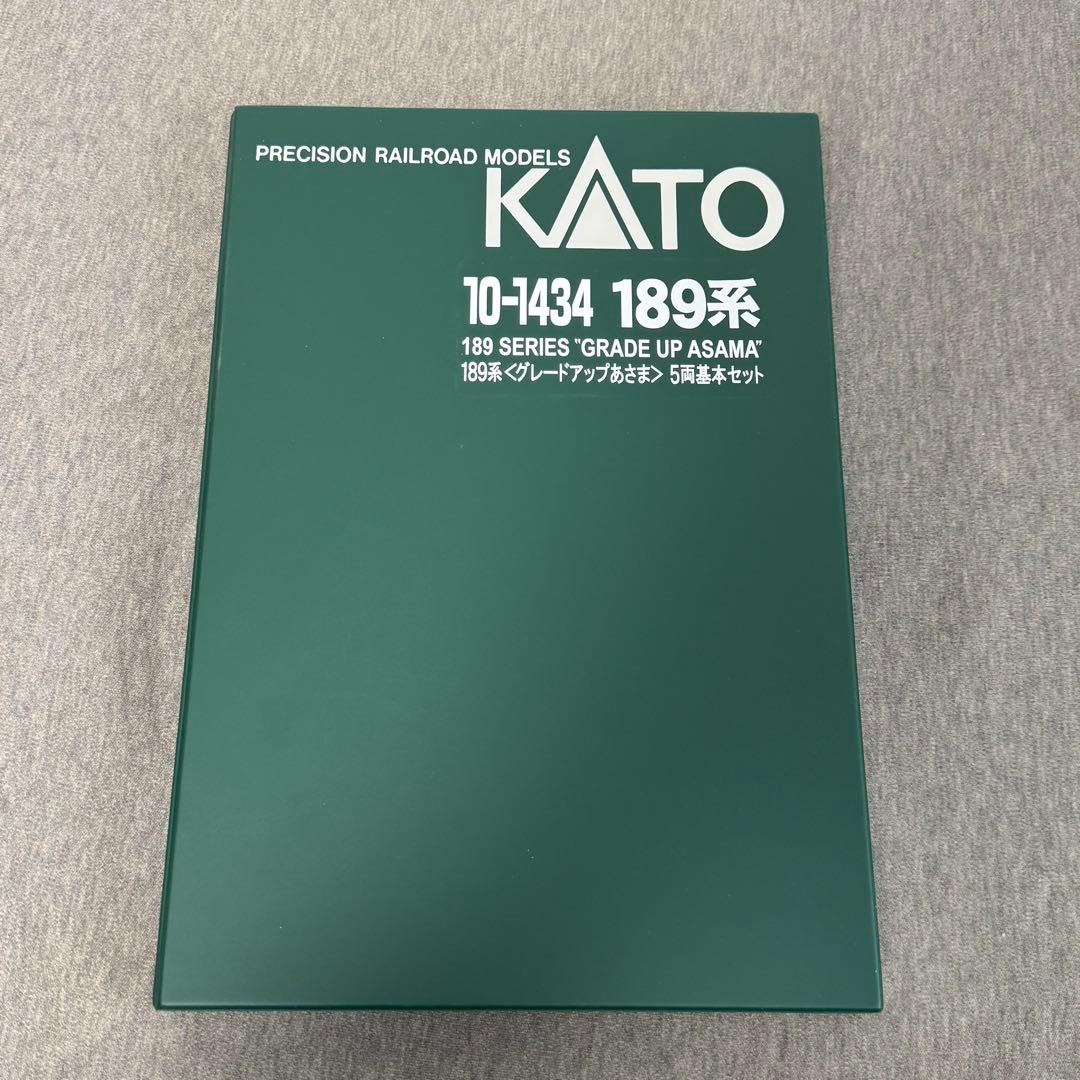 PRECISION RAILROAD MODELS
KATO
10-1434 189系
189 SERIES "GRADE UP ASAMA"
189系<グレードアップあさま> 5両基本セット